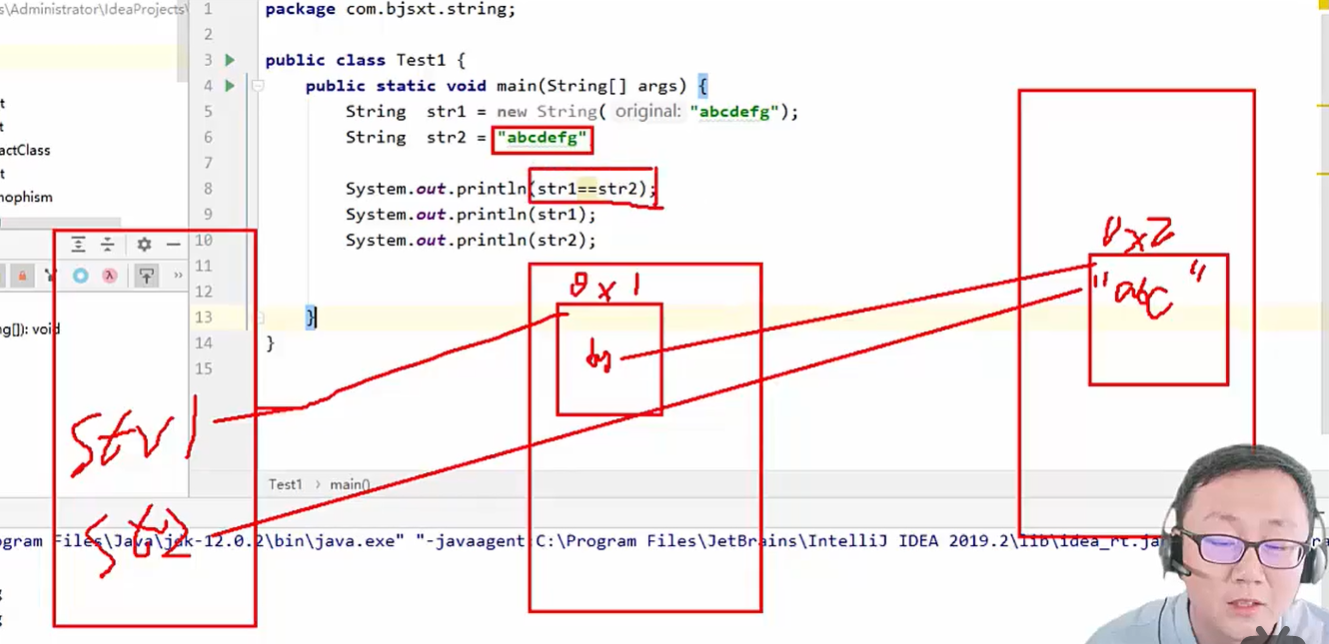 s\Administrator\IdeaProjects\
1 package com.bjsxt.string;
2
3 public class Test1 {
4 public static void main(String[] args) {
5 String str1 = new String( original: "abcdefg");
6 String str2 = "abcdefg"
7
8 System.out.println(str1==str2);
9 System.out.println(str1);
10 System.out.println(str2);
11
12
13 }
14 }
15
t
t
actClass
t
nophism
ng[]): void
0x1
0x2
"abc"
str1
str2
Test1 › main()
ogram Files\Java\jdk-12.0.2\bin\java.exe" "-javaagent:C:\Program Files\JetBrains\IntelliJ IDEA 2019.2\lib\idea_rt.ja
g
g